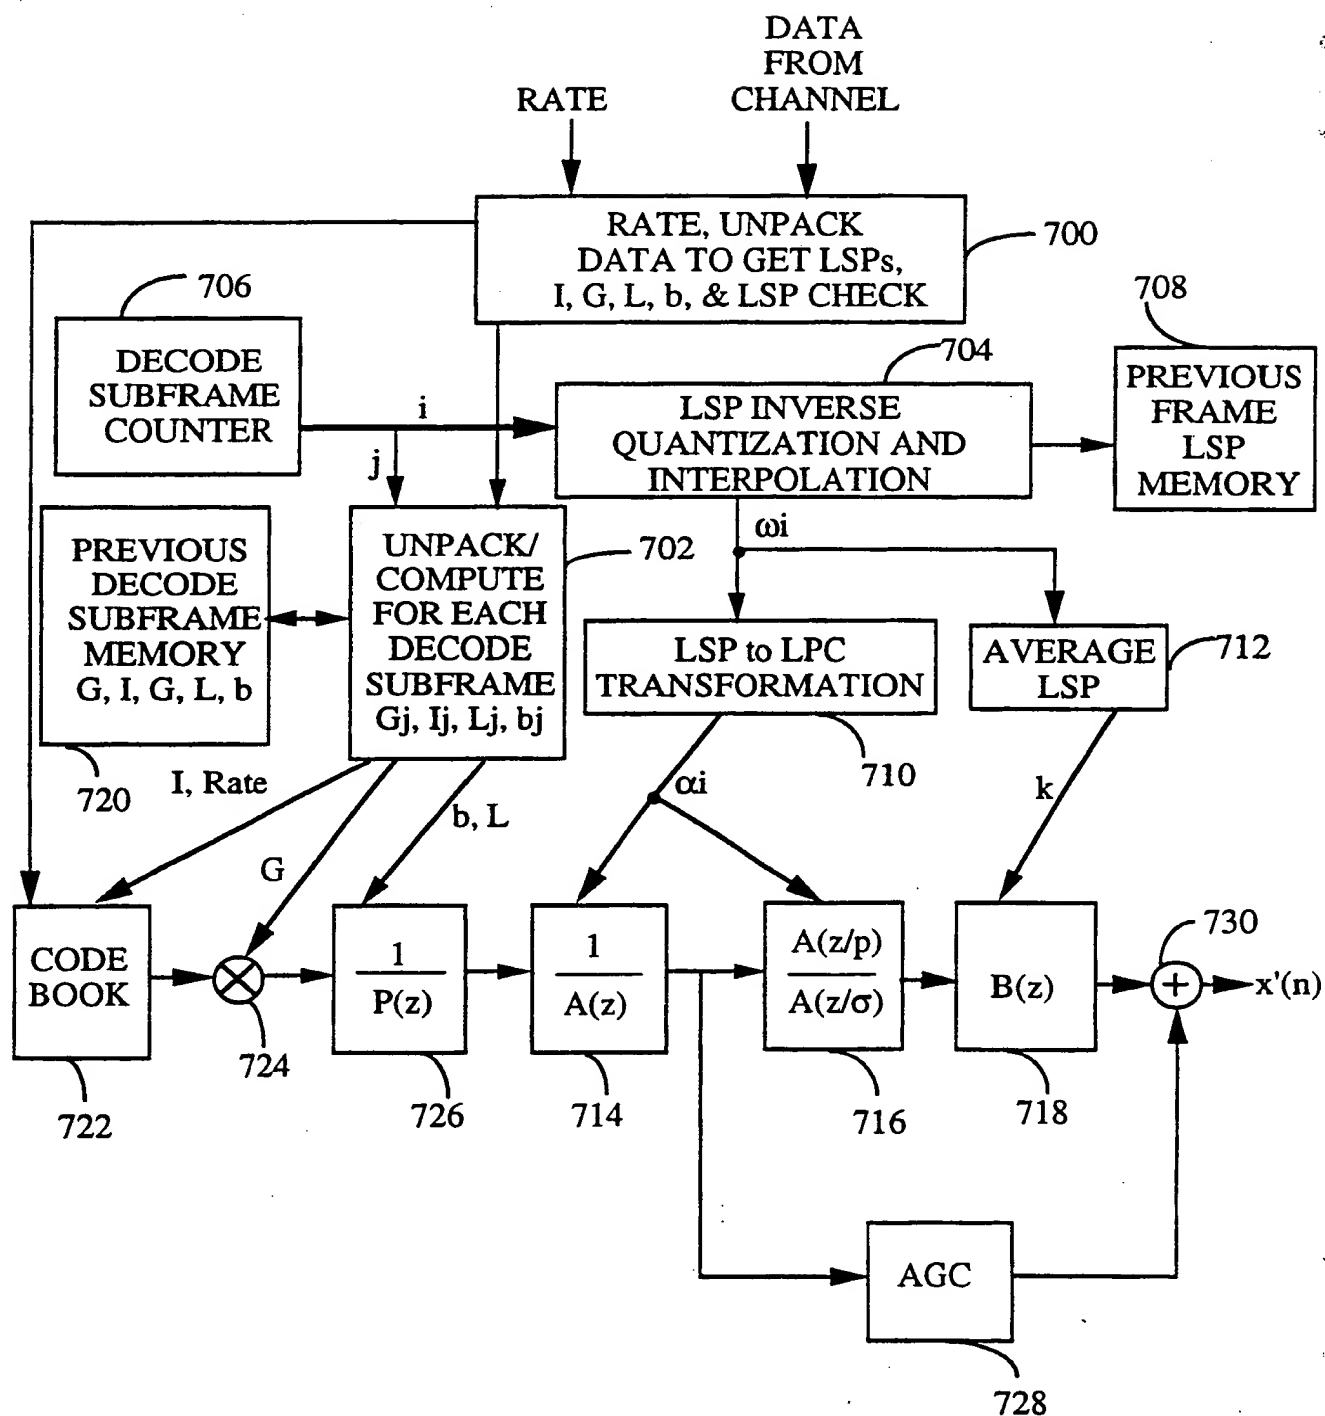 DATA
FROM
CHANNEL
RATE
RATE, UNPACK
DATA TO GET LSPs,
I, G, L, b, & LSP CHECK
700
706
DECODE
SUBFRAME
COUNTER
i
j
704
LSP INVERSE
QUANTIZATION AND
INTERPOLATION
708
PREVIOUS
FRAME
LSP
MEMORY
ωi
PREVIOUS
DECODE
SUBFRAME
MEMORY
G, I, G, L, b
720
UNPACK/
COMPUTE
FOR EACH
DECODE
SUBFRAME
Gj, Ij, Lj, bj
702
LSP to LPC
TRANSFORMATION
710
AVERAGE
LSP
712
I, Rate
G
b, L
αi
k
CODE
BOOK
722
724
1
P(z)
726
1
A(z)
714
A(z/p)
A(z/σ)
716
B(z)
718
730
+
x'(n)
AGC
728